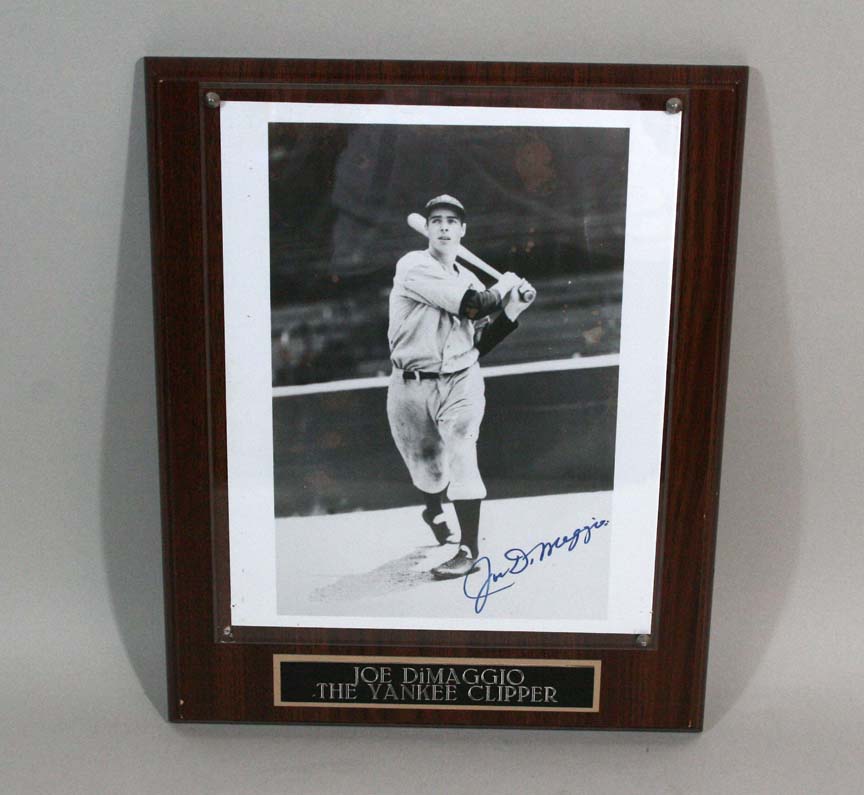 Joe DiMaggio
JOE DiMAGGIO
THE YANKEE CLIPPER